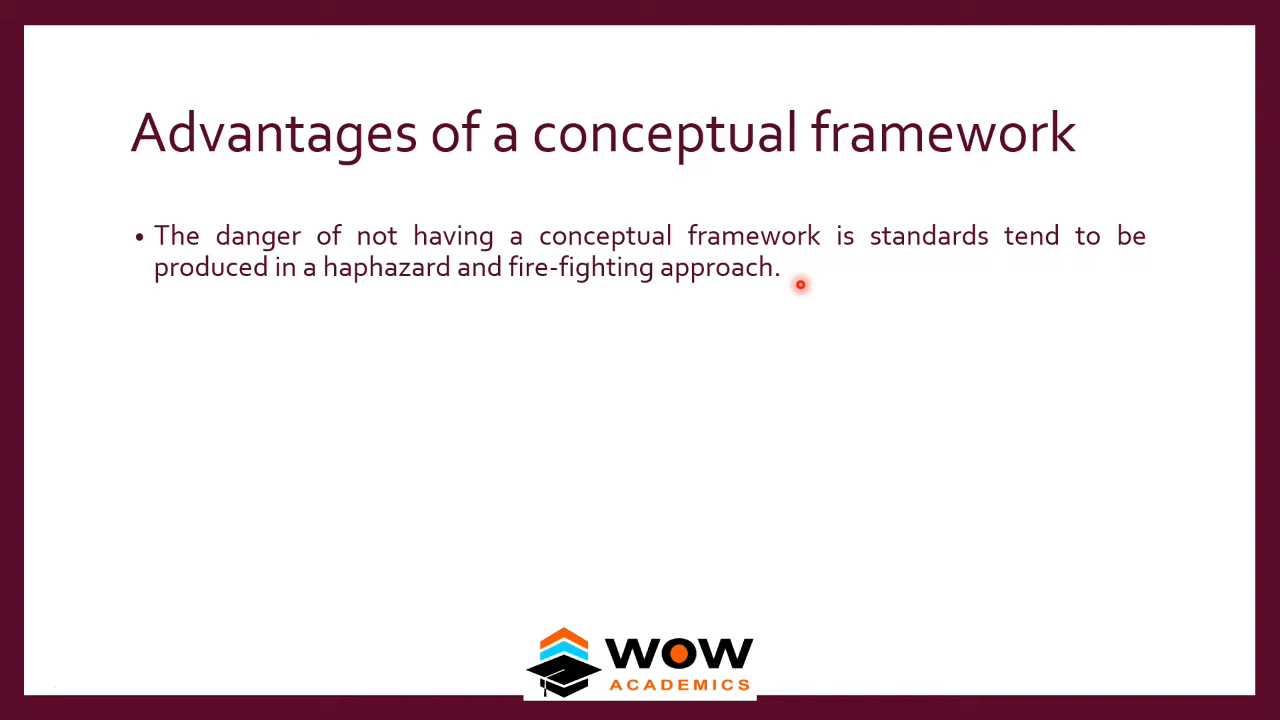 Advantages of a conceptual framework
• The danger of not having a conceptual framework is standards tend to be
produced in a haphazard and fire-fighting approach.
WOW
ACADEMICS